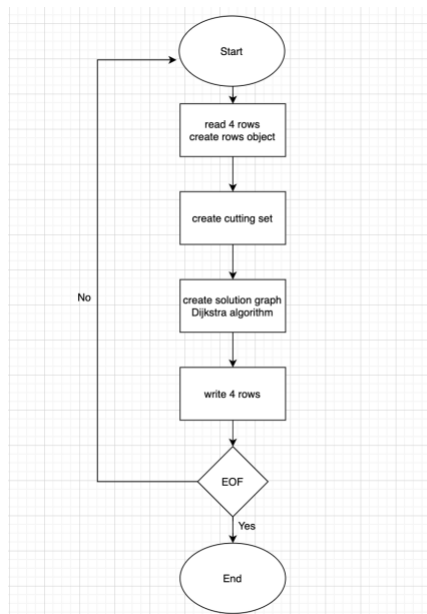 Start
read 4 rows
create rows object
create cutting set
create solution graph
Dijkstra algorithm
No
write 4 rows
EOF
Yes
End